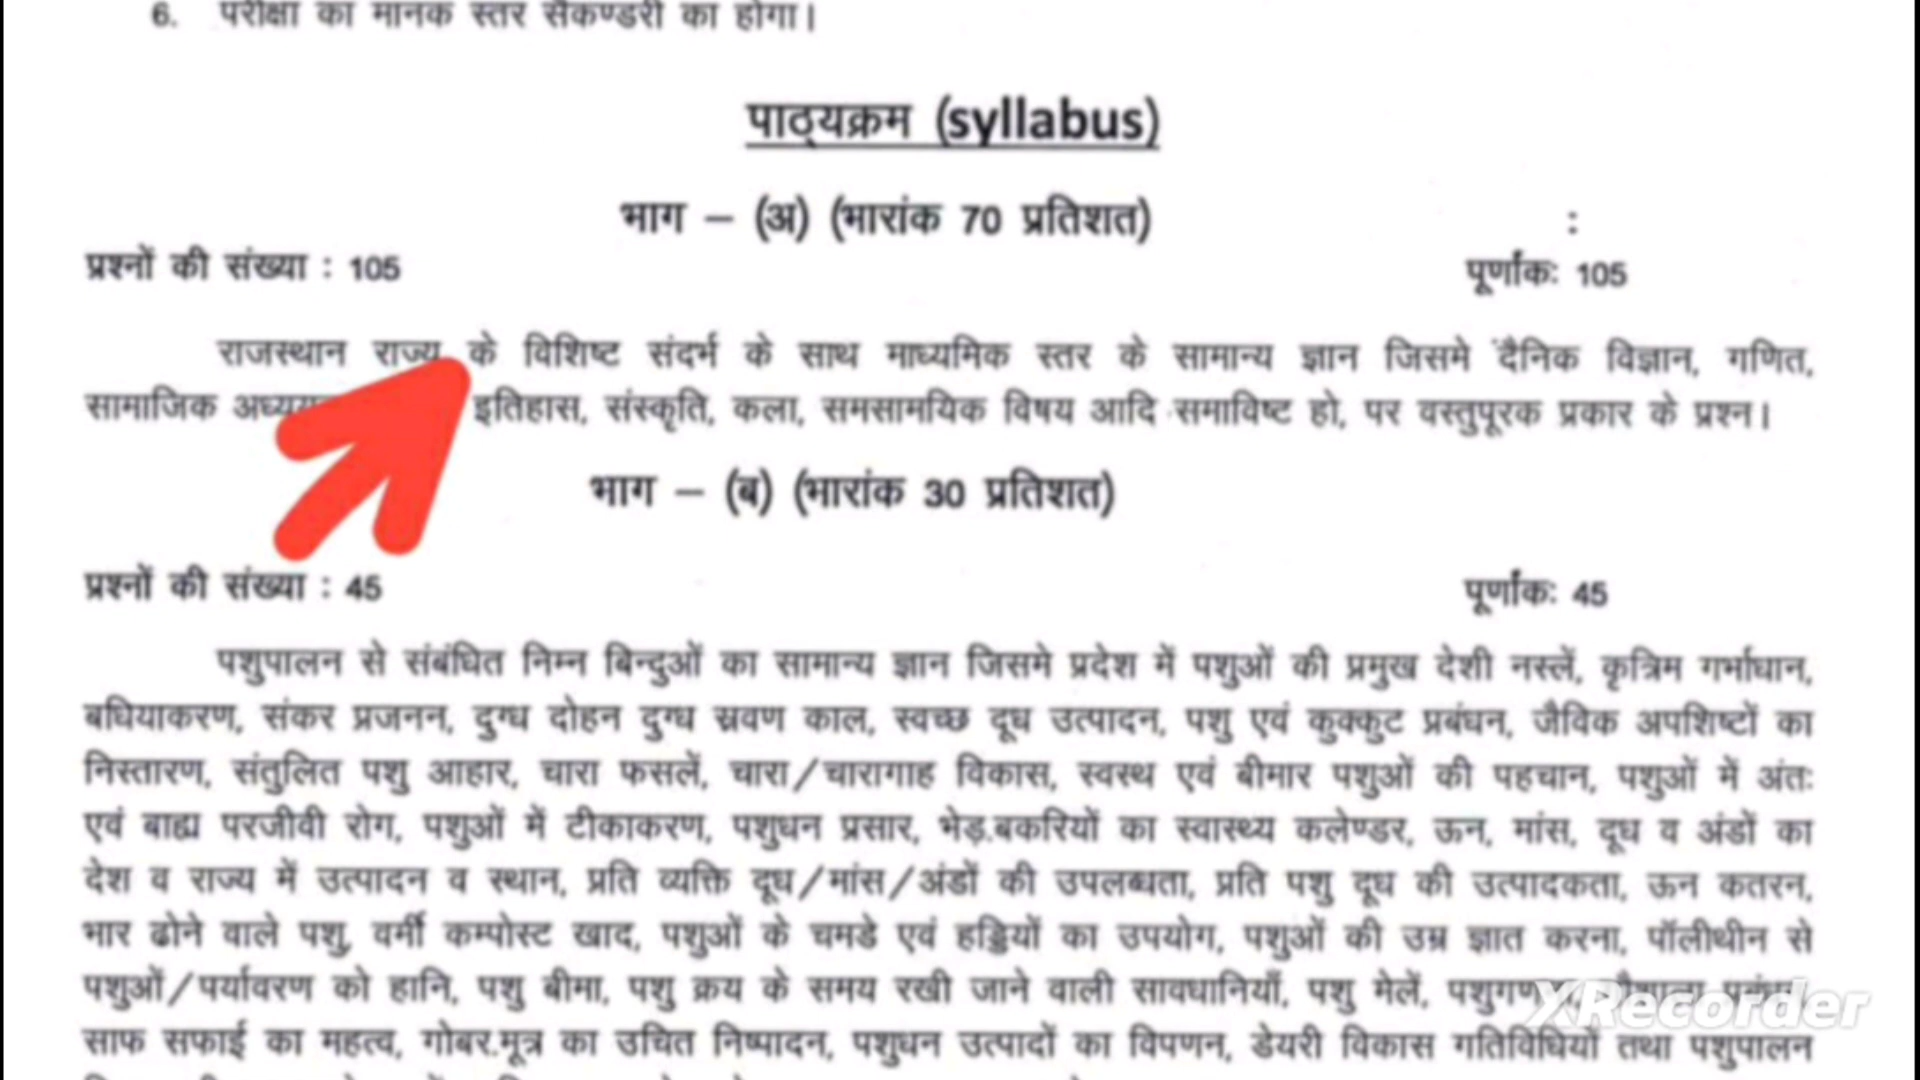 6. परीक्षा का मानक स्तर सैकण्डरी का होगा।
पाठ्यक्रम (syllabus)
भाग – (अ) (भारांक 70 प्रतिशत)
:
प्रश्नों की संख्या : 105
पूर्णांक: 105
राजस्थान राज्य के विशिष्ट संदर्भ के साथ माध्यमिक स्तर के सामान्य ज्ञान जिसमे दैनिक विज्ञान, गणित,
सामाजिक इतिहास, संस्कृति, कला, समसामयिक विषय आदि समाविष्ट हो, पर वस्तुपूरक प्रकार के प्रश्न।
भाग – (ब) (भारांक 30 प्रतिशत)
प्रश्नों की संख्या : 45
पूर्णांक: 45
पशुपालन से संबंधित निम्न बिन्दुओं का सामान्य ज्ञान जिसमे प्रदेश में पशुओं की प्रमुख देशी नस्लें, कृत्रिम गर्भाधान,
बधियाकरण, संकर प्रजनन, दुग्ध दोहन दुग्ध स्रवण काल, स्वच्छ दूध उत्पादन, पशु एवं कुक्कुट प्रबंधन, जैविक अपशिष्टों का
निस्तारण, संतुलित पशु आहार, चारा फसलें, चारा/चारागाह विकास, स्वस्थ एवं बीमार पशुओं की पहचान, पशुओं में अंतः
एवं बाह्य परजीवी रोग, पशुओं में टीकाकरण, पशुधन प्रसार, भेड़.बकरियों का स्वास्थ्य कलेण्डर, ऊन, मांस, दूध व अंडों का
देश व राज्य में उत्पादन व स्थान, प्रति व्यक्ति दूध/मांस/अंडों की उपलब्धता, प्रति पशु दूध की उत्पादकता, ऊन कतरन,
भार ढोने वाले पशु, वर्मी कम्पोस्ट खाद, पशुओं के चमडे एवं हड्डियों का उपयोग, पशुओं की उम्र ज्ञात करना, पॉलीथीन से
पशुओं/पर्यावरण को हानि, पशु बीमा, पशु क्रय के समय रखी जाने वाली सावधानियाँ, पशु मेलें,
XRecorder
साफ सफाई का महत्व, गोबर.मूत्र का उचित निष्पादन, पशुधन उत्पादों का विपणन, डेयरी विकास गतिविधियों तथा पशुपालन